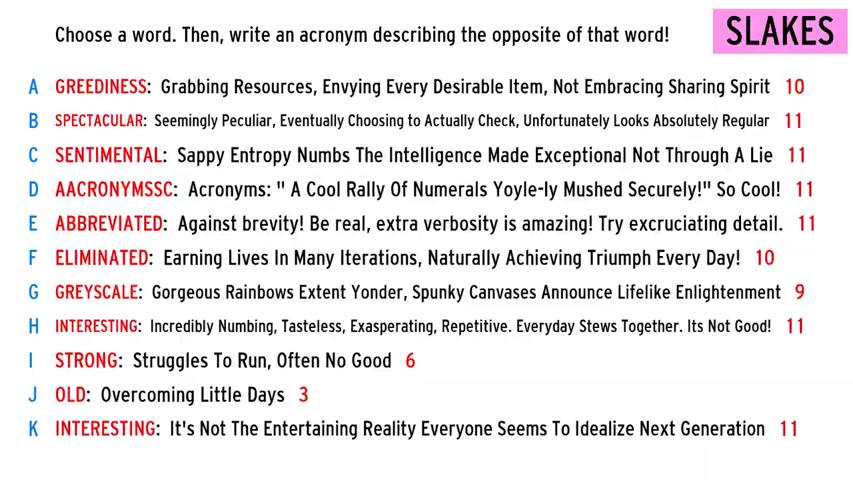 Choose a word. Then, write an acronym describing the opposite of that word!
SLAKES
A GREEDINESS: Grabbing Resources, Envying Every Desirable Item, Not Embracing Sharing Spirit 10
B SPECTACULAR: Seemingly Peculiar, Eventually Choosing to Actually Check, Unfortunately Looks Absolutely Regular 11
C SENTIMENTAL: Sappy Entropy Numbs The Intelligence Made Exceptional Not Through A Lie 11
D AACRONYMSSC: Acronyms: " A Cool Rally Of Numerals Yoyle-ly Mushed Securely!" So Cool! 11
E ABBREVIATED: Against brevity! Be real, extra verbosity is amazing! Try excruciating detail. 11
F ELIMINATED: Earning Lives In Many Iterations, Naturally Achieving Triumph Every Day! 10
G GREYSCALE: Gorgeous Rainbows Extent Yonder, Spunky Canvases Announce Lifelike Enlightenment 9
H INTERESTING: Incredibly Numbing, Tasteless, Exasperating, Repetitive. Everyday Stews Together. Its Not Good! 11
I STRONG: Struggles To Run, Often No Good 6
J OLD: Overcoming Little Days 3
K INTERESTING: It's Not The Entertaining Reality Everyone Seems To Idealize Next Generation 11